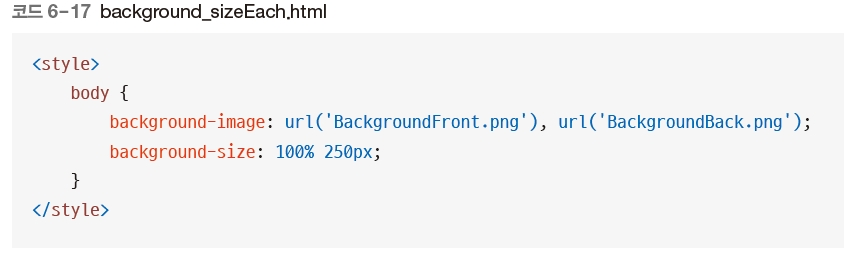 코드 6-17 background_sizeEach.html
<style>
body {
background-image: url('BackgroundFront.png'), url('BackgroundBack.png');
background-size: 100% 250px;
}
</style>